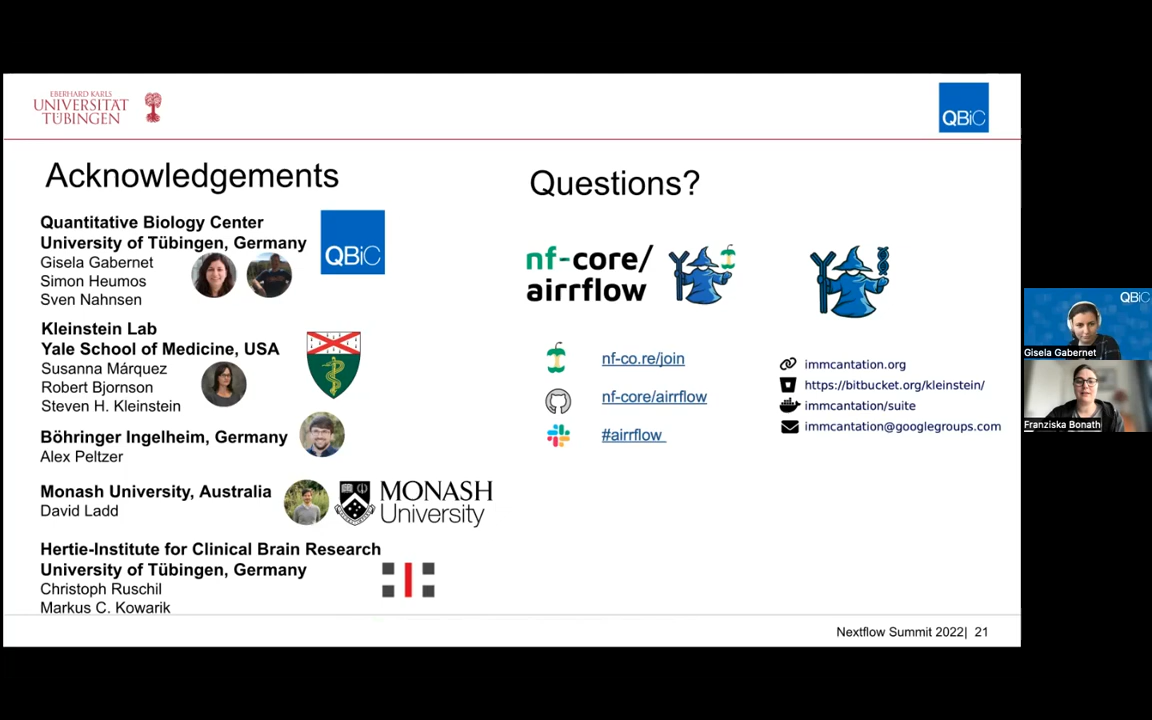 EBERHARD KARLS
UNIVERSITÄT
TÜBINGEN
QBiC
Acknowledgements
Quantitative Biology Center
University of Tübingen, Germany
Gisela Gabernet
Simon Heumos
Sven Nahnsen
QBiC
Kleinstein Lab
Yale School of Medicine, USA
Susanna Márquez
Robert Bjornson
Steven H. Kleinstein
Böhringer Ingelheim, Germany
Alex Peltzer
Monash University, Australia
David Ladd
MONASH
University
Hertie-Institute for Clinical Brain Research
University of Tübingen, Germany
Christoph Ruschil
Markus C. Kowarik
Questions?
nf-core/
airrflow
nf-co.re/join
nf-core/airrflow
#airrflow
immcantation.org
https://bitbucket.org/kleinstein/
immcantation/suite
immcantation@googlegroups.com
Nextflow Summit 2022| 21
QBiC
Gisela Gabernet
Franziska Bonath